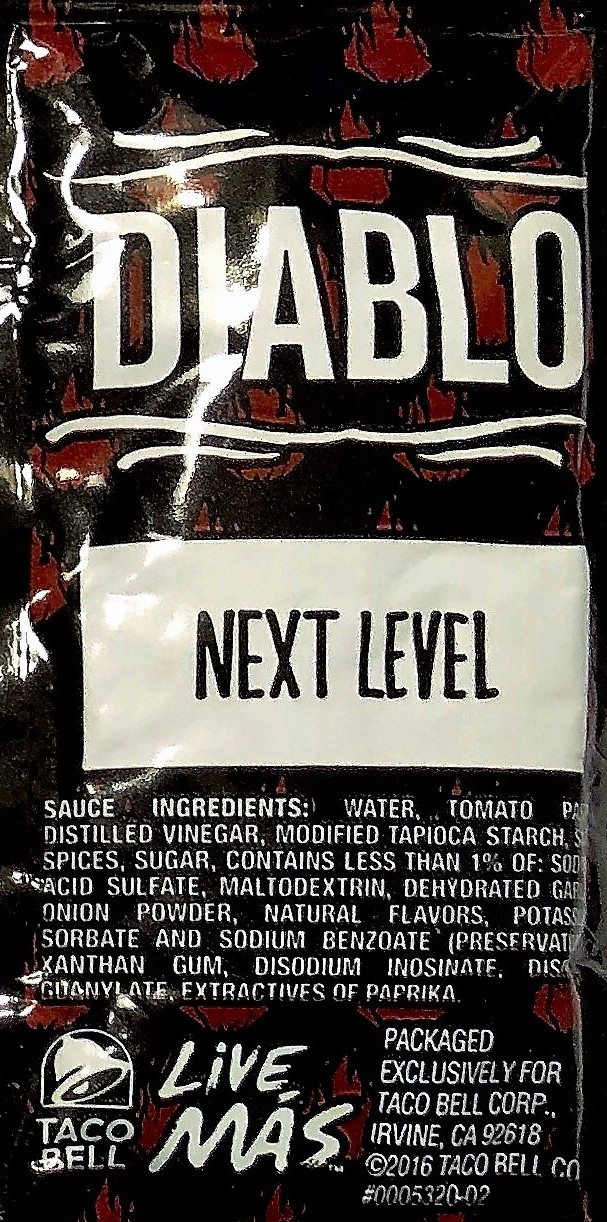 DIABLO
NEXT LEVEL
SAUCE INGREDIENTS: WATER, TOMATO
DISTILLED VINEGAR, MODIFIED TAPIOCA STARCH,
SPICES, SUGAR, CONTAINS LESS THAN 1% OF:
ACID SULFATE, MALTODEXTRIN, DEHYDRATED
ONION POWDER, NATURAL FLAVORS,
SORBATE AND SODIUM BENZOATE
XANTHAN GUM, DISODIUM INOSINATE,
GUANYLATE, EXTRACTIVES OF PAPRIKA.
TACO
BELL
LiVE
MÁS™
PACKAGED
EXCLUSIVELY FOR
TACO BELL CORP.,
IRVINE, CA 92618
©2016 TACO BELL CO
#0005320-02